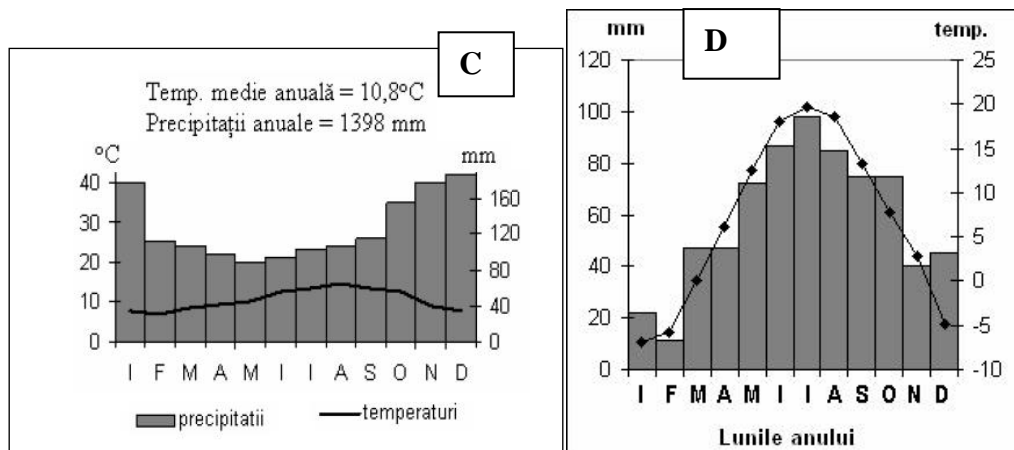 C
Temp. medie anuală = 10,8ºC
Precipitaţii anuale = 1398 mm
ºC mm
40
30
20
10
0
160
120
80
40
0
I F M A M I I A S O N D
precipitatii temperaturi
D
mm temp.
120
100
80
60
40
20
0
25
20
15
10
5
0
-5
-10
I F M A M I I A S O N D
Lunile anului